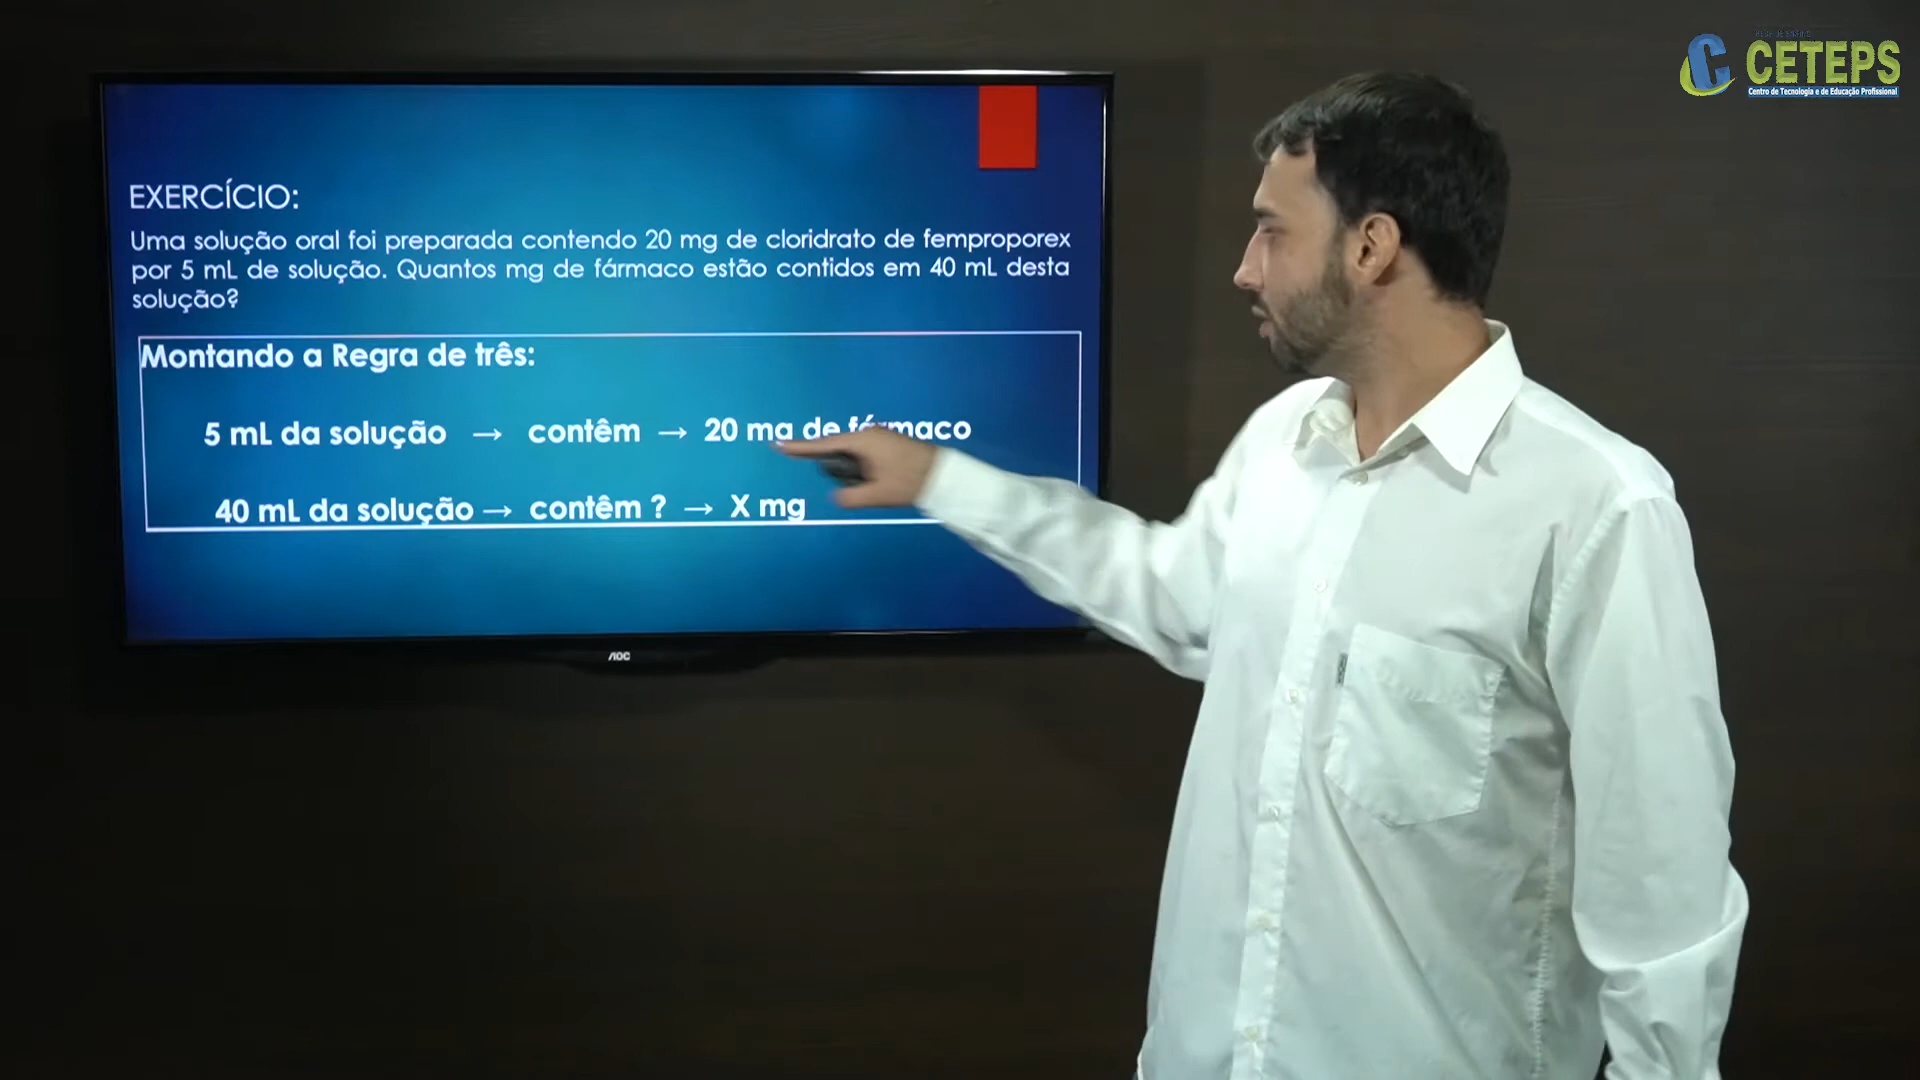 CETEPS
Centro de Tecnologia e de Educação Profissional
EXERCÍCIO:
Uma solução oral foi preparada contendo 20 mg de cloridrato de femproporex
por 5 mL de solução. Quantos mg de fármaco estão contidos em 40 mL desta
solução?
Montando a Regra de três:
5 mL da solução → contêm → 20 mg de fármaco
40 mL da solução → contêm ? → X mg
AOC